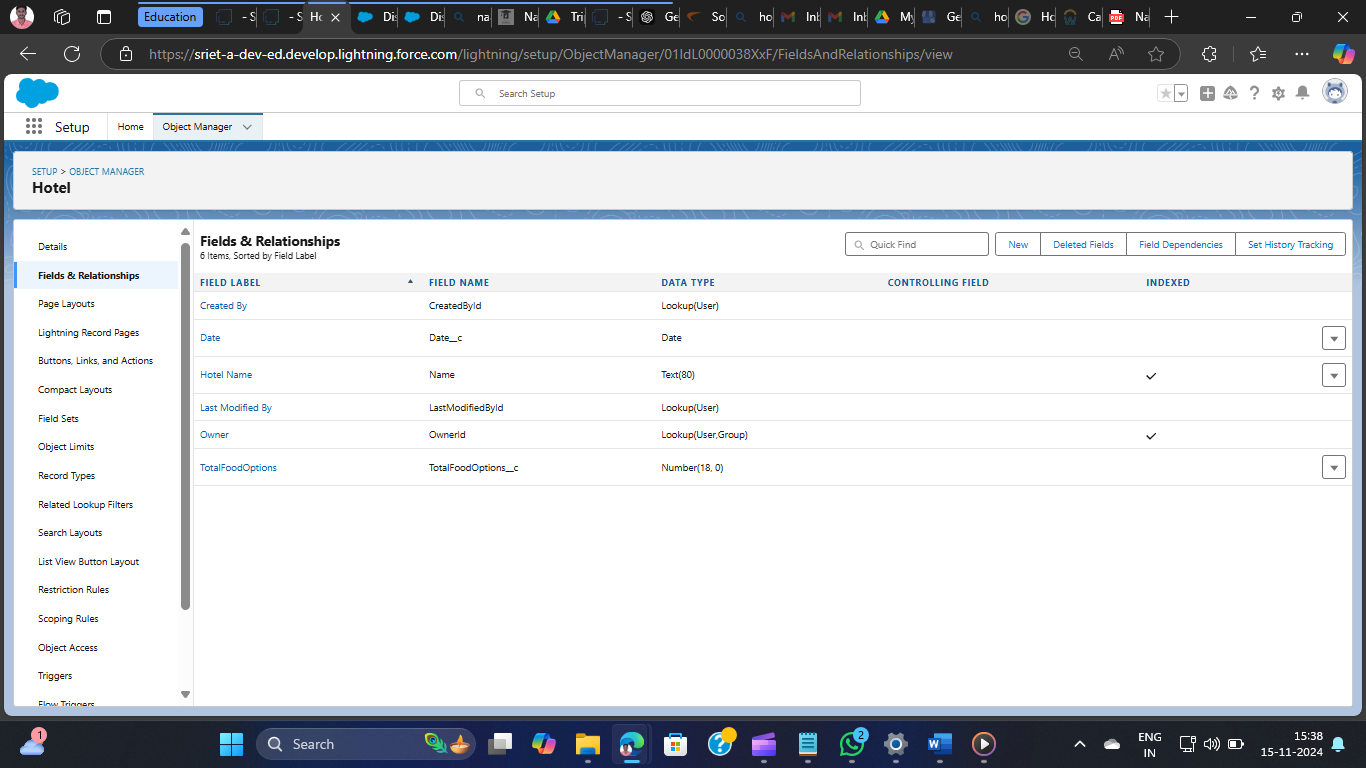 Education
- S
- S
Ho
Di
Di
na
Na
Tri
- S
Ge
So
ho
Inb
Inb
My
Ge
ho
Ho
Ca
PDF
Na
https://sriet-a-dev-ed.develop.lightning.force.com/lightning/setup/ObjectManager/01IdL0000038XxF/FieldsAndRelationships/view
Search Setup
Setup
Home
Object Manager
SETUP > OBJECT MANAGER
Hotel
Details
Fields & Relationships
Page Layouts
Lightning Record Pages
Buttons, Links, and Actions
Compact Layouts
Field Sets
Object Limits
Record Types
Related Lookup Filters
Search Layouts
List View Button Layout
Restriction Rules
Scoping Rules
Object Access
Triggers
Flow Triggers
Fields & Relationships
6 Items, Sorted by Field Label
Quick Find
New
Deleted Fields
Field Dependencies
Set History Tracking
FIELD LABEL FIELD NAME DATA TYPE CONTROLLING FIELD INDEXED
Created By CreatedById Lookup(User)
Date Date__c Date
Hotel Name Name Text(80)
Last Modified By LastModifiedById Lookup(User)
Owner OwnerId Lookup(User,Group)
TotalFoodOptions TotalFoodOptions__c Number(18, 0)
1
Search
2
ENG
IN
15:38
15-11-2024